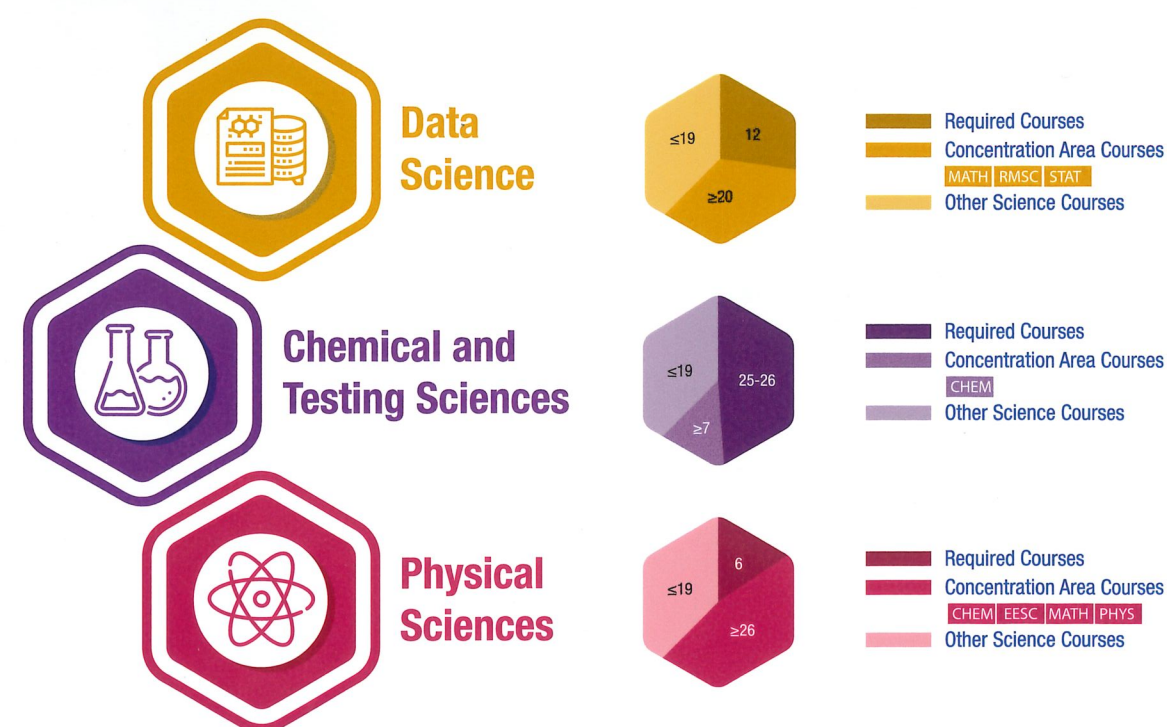 Data
Science
≤19
12
≥20
Required Courses
Concentration Area Courses
MATH RMSC STAT
Other Science Courses
Chemical and
Testing Sciences
≤19
25-26
≥7
Required Courses
Concentration Area Courses
CHEM
Other Science Courses
Physical
Sciences
≤19
6
≥26
Required Courses
Concentration Area Courses
CHEM EESC MATH PHYS
Other Science Courses